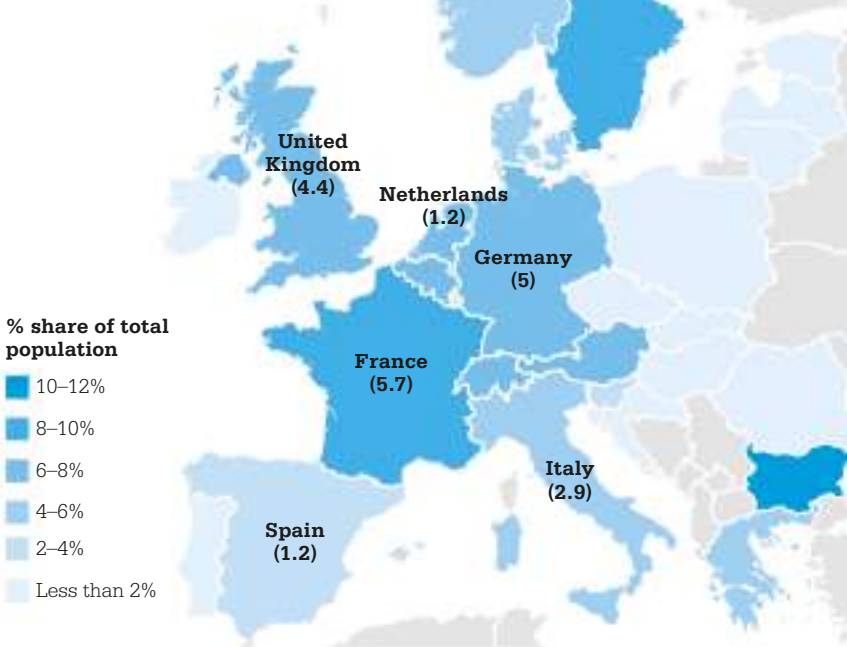 United
Kingdom
(4.4)
Netherlands
(1.2)
Germany
(5)
% share of total
population
10–12%
8–10%
6–8%
4–6%
2–4%
Less than 2%
France
(5.7)
Italy
(2.9)
Spain
(1.2)